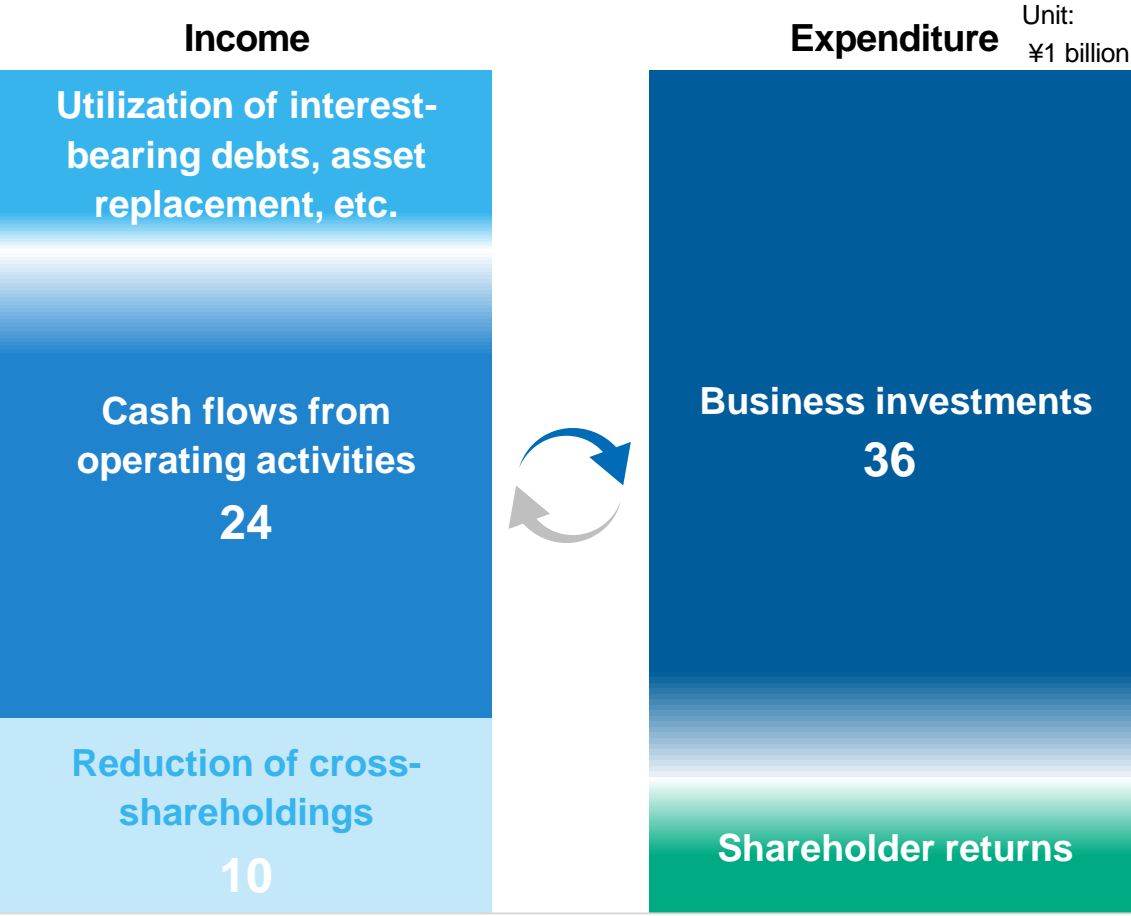 Income
Expenditure
Unit:
¥1 billion
Utilization of interest-
bearing debts, asset
replacement, etc.
Cash flows from
operating activities
24
Reduction of cross-
shareholdings
10
Business investments
36
Shareholder returns